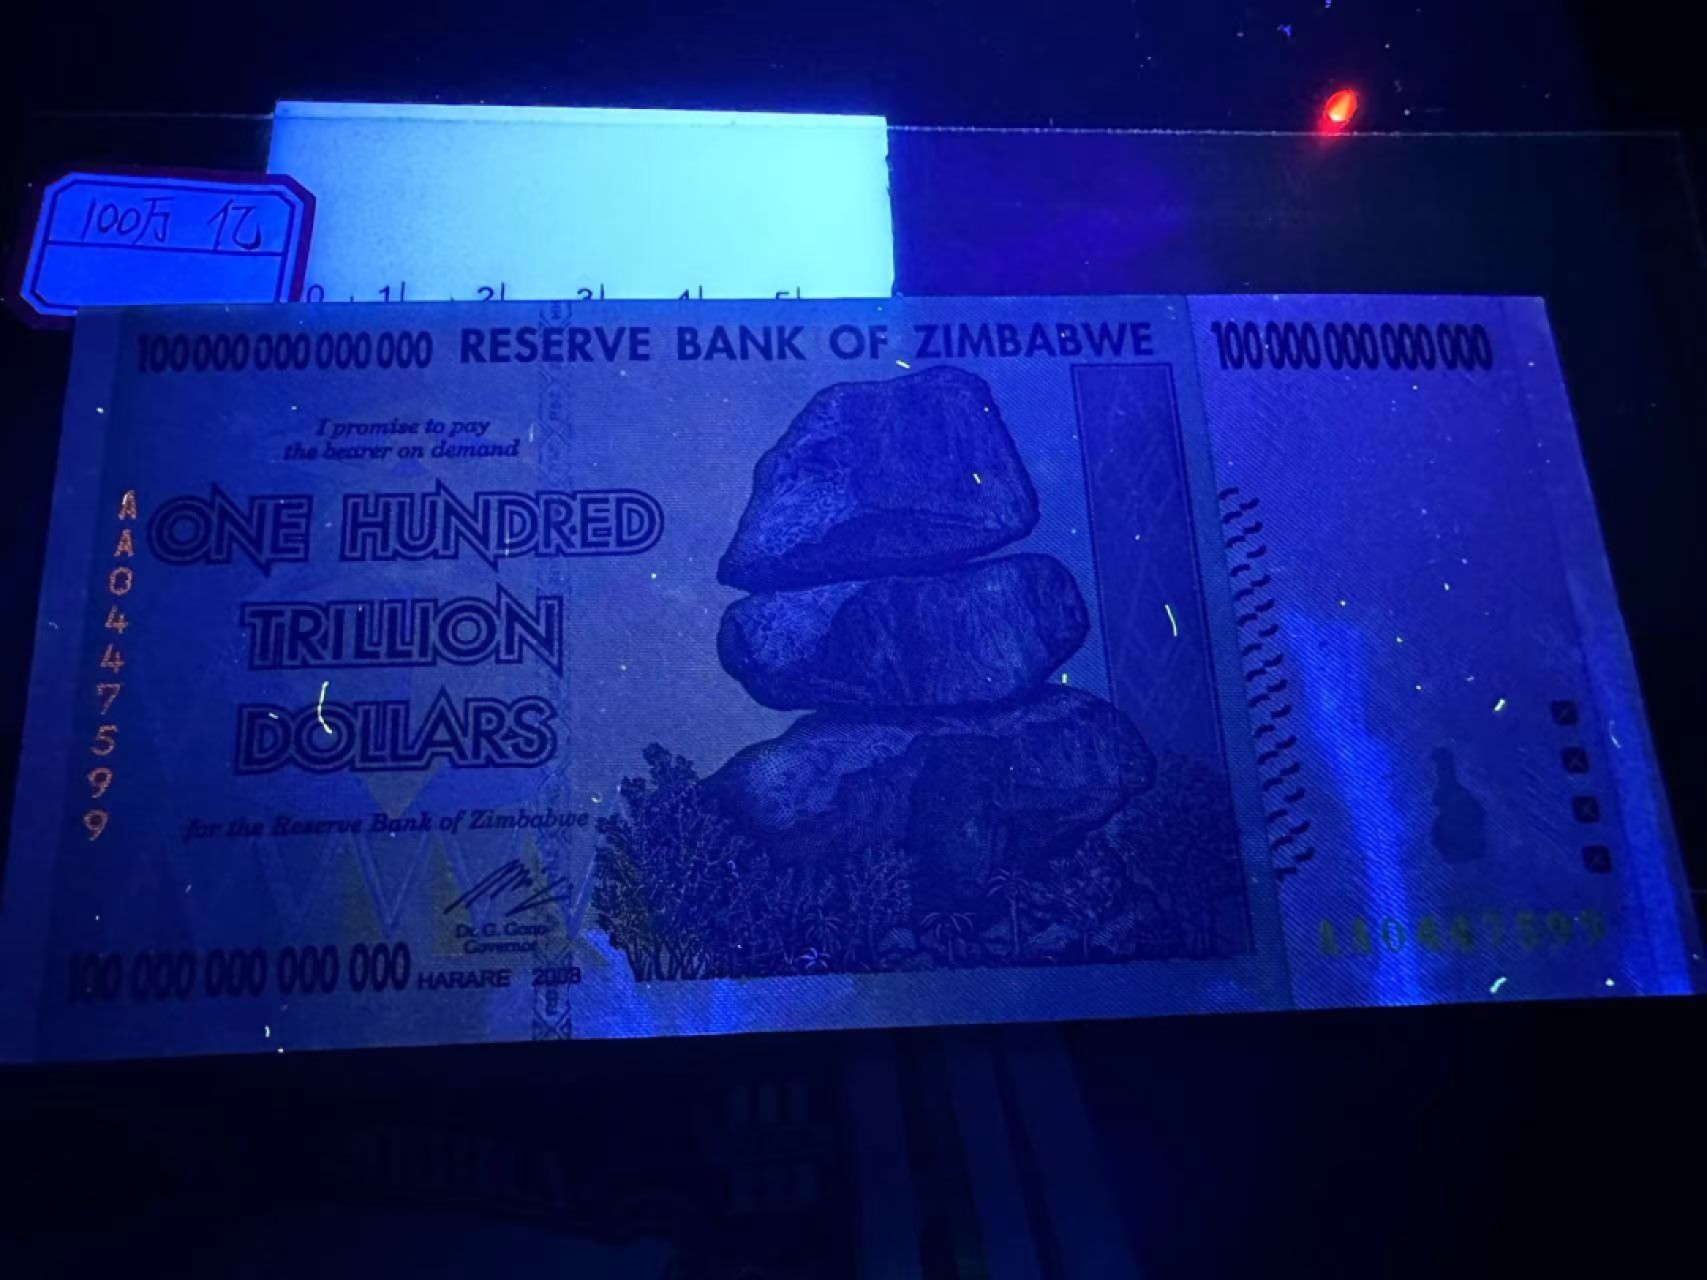 100万 亿
0 1 2 3 4 5
100 000 000 000 000 RESERVE BANK OF ZIMBABWE 100 000 000 000 000
I promise to pay
the bearer on demand
ONE HUNDRED
TRILLION
DOLLARS
for the Reserve Bank of Zimbabwe
AA0447599
Dr. G. Gono
Governor
AA0447599
100 000 000 000 000 HARARE 2008